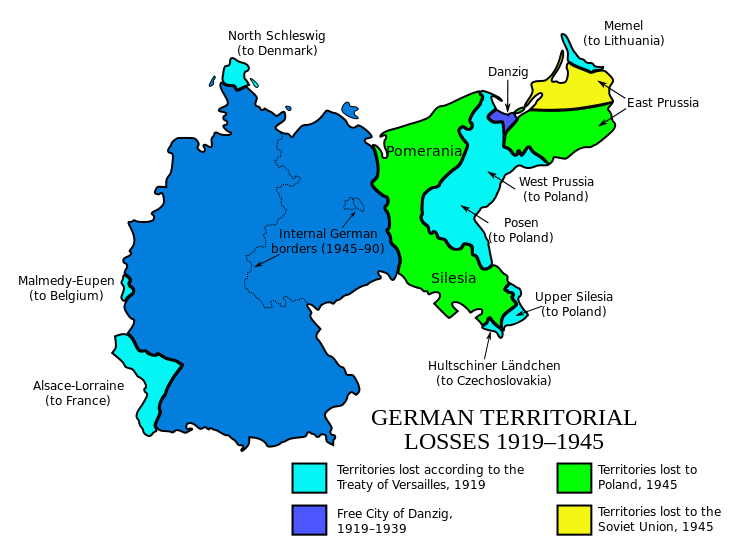 North Schleswig
(to Denmark)
Memel
(to Lithuania)
Danzig
East Prussia
Pomerania
West Prussia
(to Poland)
Posen
(to Poland)
Internal German
borders (1945–90)
Malmedy-Eupen
(to Belgium)
Silesia
Upper Silesia
(to Poland)
Hultschiner Ländchen
(to Czechoslovakia)
Alsace-Lorraine
(to France)
GERMAN TERRITORIAL
LOSSES 1919–1945
Territories lost according to the
Treaty of Versailles, 1919
Territories lost to
Poland, 1945
Free City of Danzig,
1919–1939
Territories lost to the
Soviet Union, 1945